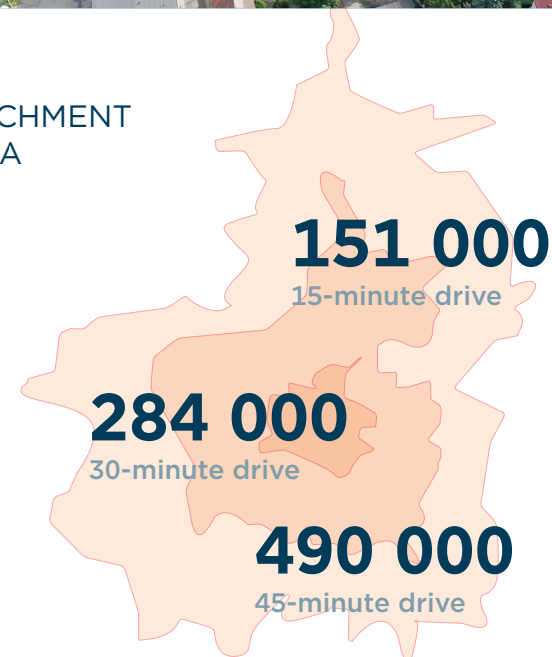 CHMENT
A
151 000
15-minute drive
284 000
30-minute drive
490 000
45-minute drive